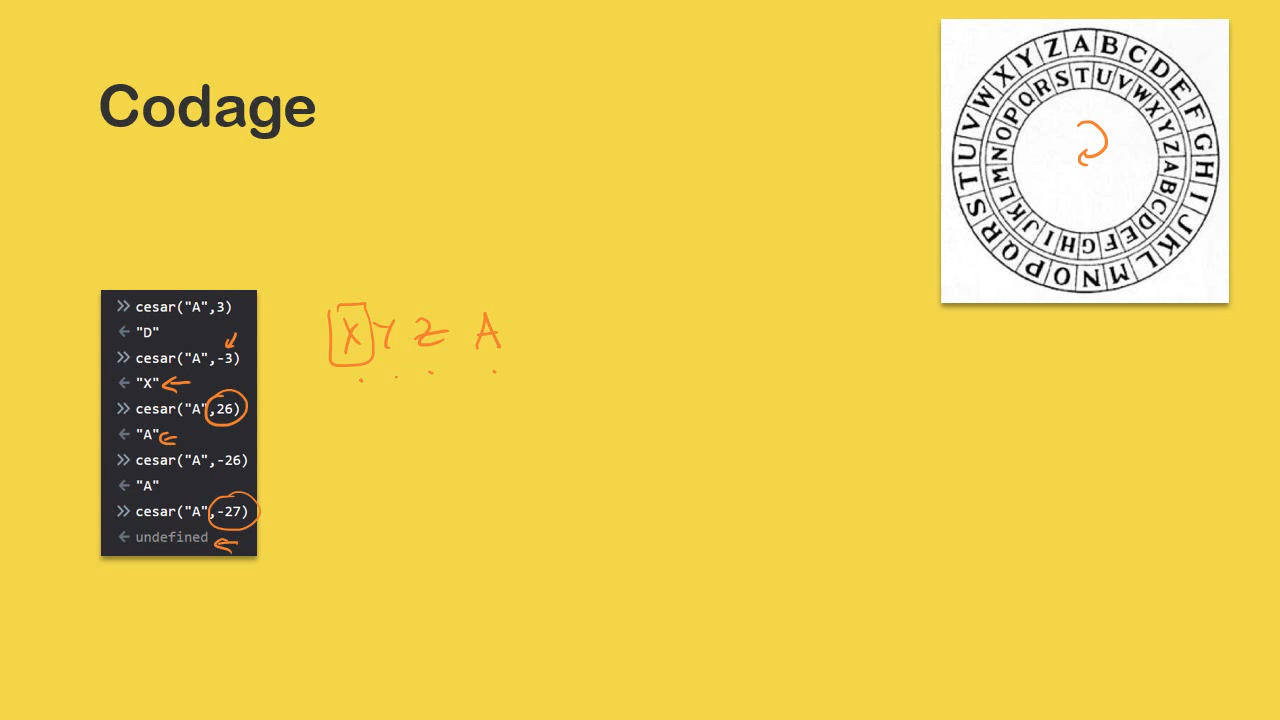 Codage
A B C D E F G H I J K L M N O P Q R S T U V W X Y Z
T U V W X Y Z A B C D E F G H I J K L M N O P Q R S
cesar("A",3)
"D"
cesar("A",-3)
"X"
cesar("A",26)
"A"
cesar("A",-26)
"A"
cesar("A",-27)
undefined
X Y Z A